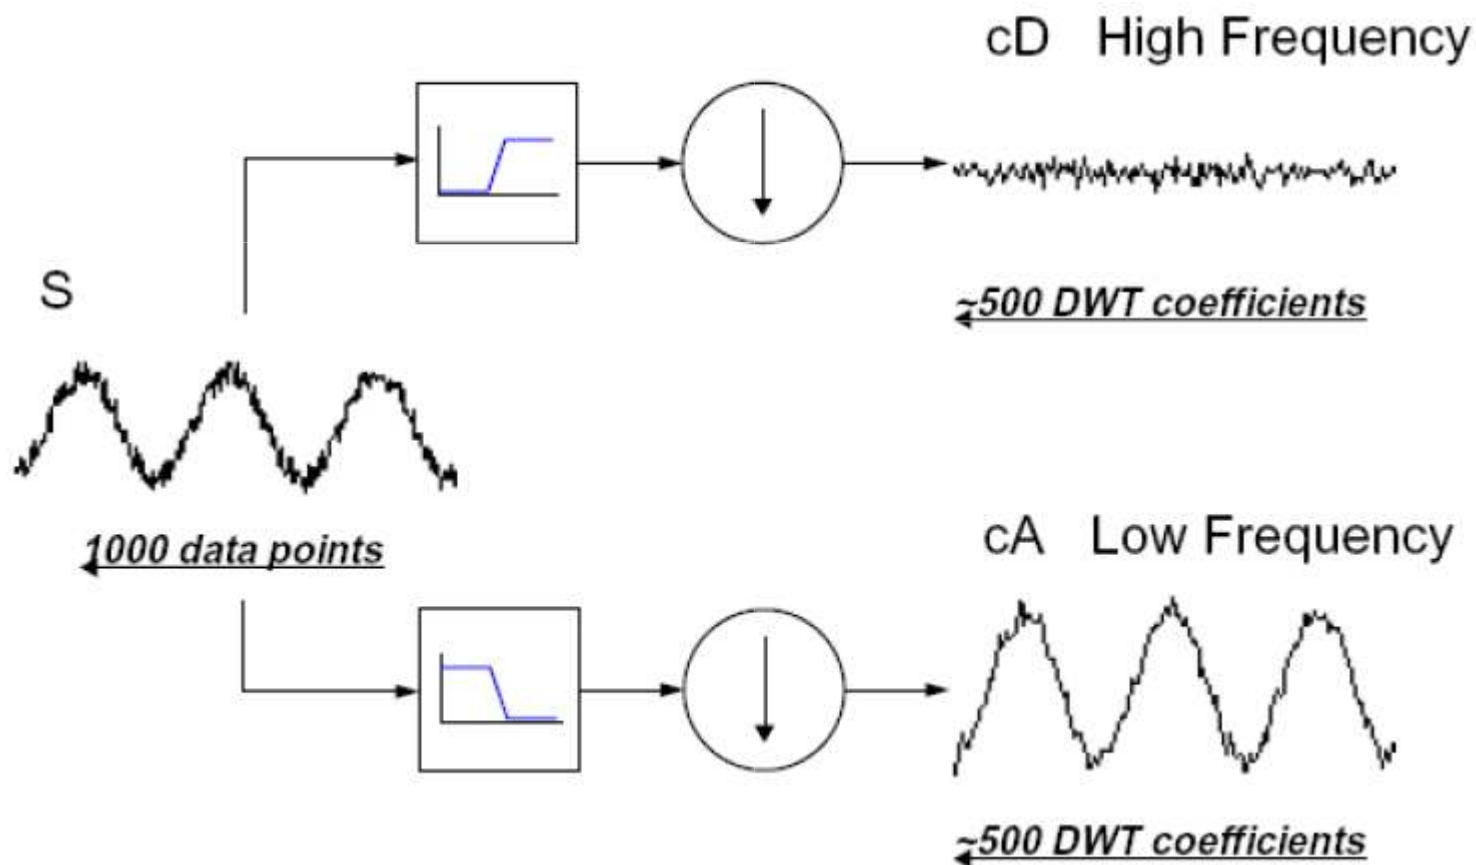 cD High Frequency
~500 DWT coefficients
S
1000 data points
cA Low Frequency
~500 DWT coefficients